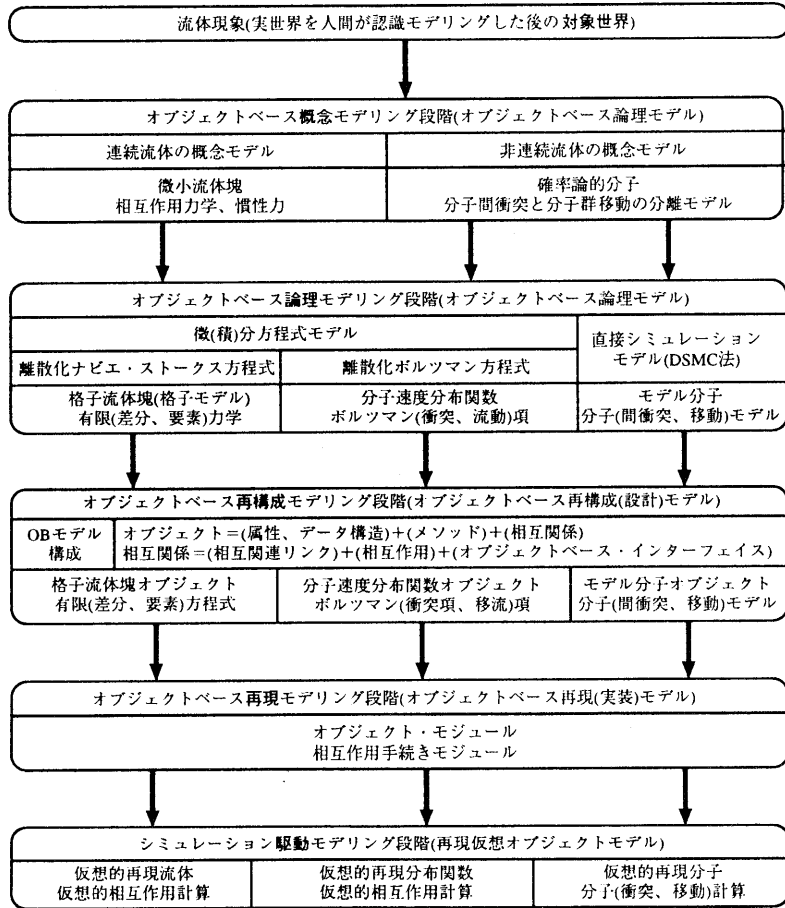 流体現象(実世界を人間が認識モデリングした後の対象世界)
オブジェクトベース概念モデリング段階(オブジェクトベース論理モデル)
連続流体の概念モデル
非連続流体の概念モデル
微小流体塊
相互作用力学、慣性力
確率論的分子
分子間衝突と分子群移動の分離モデル
オブジェクトベース論理モデリング段階(オブジェクトベース論理モデル)
微(積)分方程式モデル
直接シミュレーション
モデル(DSMC法)
離散化ナビエ・ストークス方程式
離散化ボルツマン方程式
格子流体塊(格子モデル)
有限(差分、要素)力学
分子速度分布関数
ボルツマン(衝突、流動)項
モデル分子
分子(間衝突、移動)モデル
オブジェクトベース再構成モデリング段階(オブジェクトベース再構成(設計)モデル)
OBモデル
構成
オブジェクト=(属性、データ構造)+(メソッド)+(相互関係)
相互関係=(相互関連リンク)+(相互作用)+(オブジェクトベース・インターフェイス)
格子流体塊オブジェクト
有限(差分、要素)方程式
分子速度分布関数オブジェクト
ボルツマン(衝突項、移流)項
モデル分子オブジェクト
分子(間衝突、移動)モデル
オブジェクトベース再現モデリング段階(オブジェクトベース再現(実装)モデル)
オブジェクト・モジュール
相互作用手続きモジュール
シミュレーション駆動モデリング段階(再現仮想オブジェクトモデル)
仮想的再現流体
仮想的相互作用計算
仮想的再現分布関数
仮想的相互作用計算
仮想的再現分子
分子(衝突、移動)計算